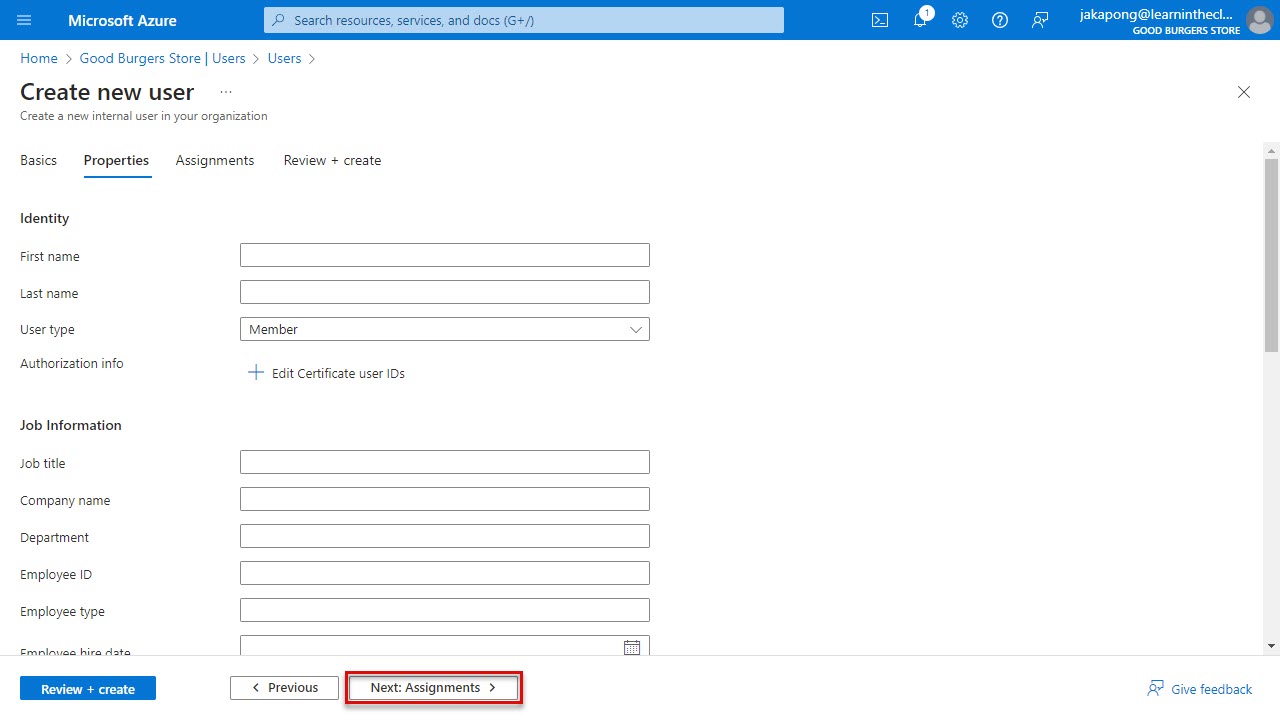 Microsoft Azure
Search resources, services, and docs (G+/)
1
jakapong@learninthecl...
GOOD BURGERS STORE
Home > Good Burgers Store | Users > Users >
Create new user ...
Create a new internal user in your organization
Basics Properties Assignments Review + create
Identity
First name
Last name
User type Member
Authorization info
Edit Certificate user IDs
Job Information
Job title
Company name
Department
Employee ID
Employee type
Employee hire date
Review + create < Previous Next: Assignments > Give feedback